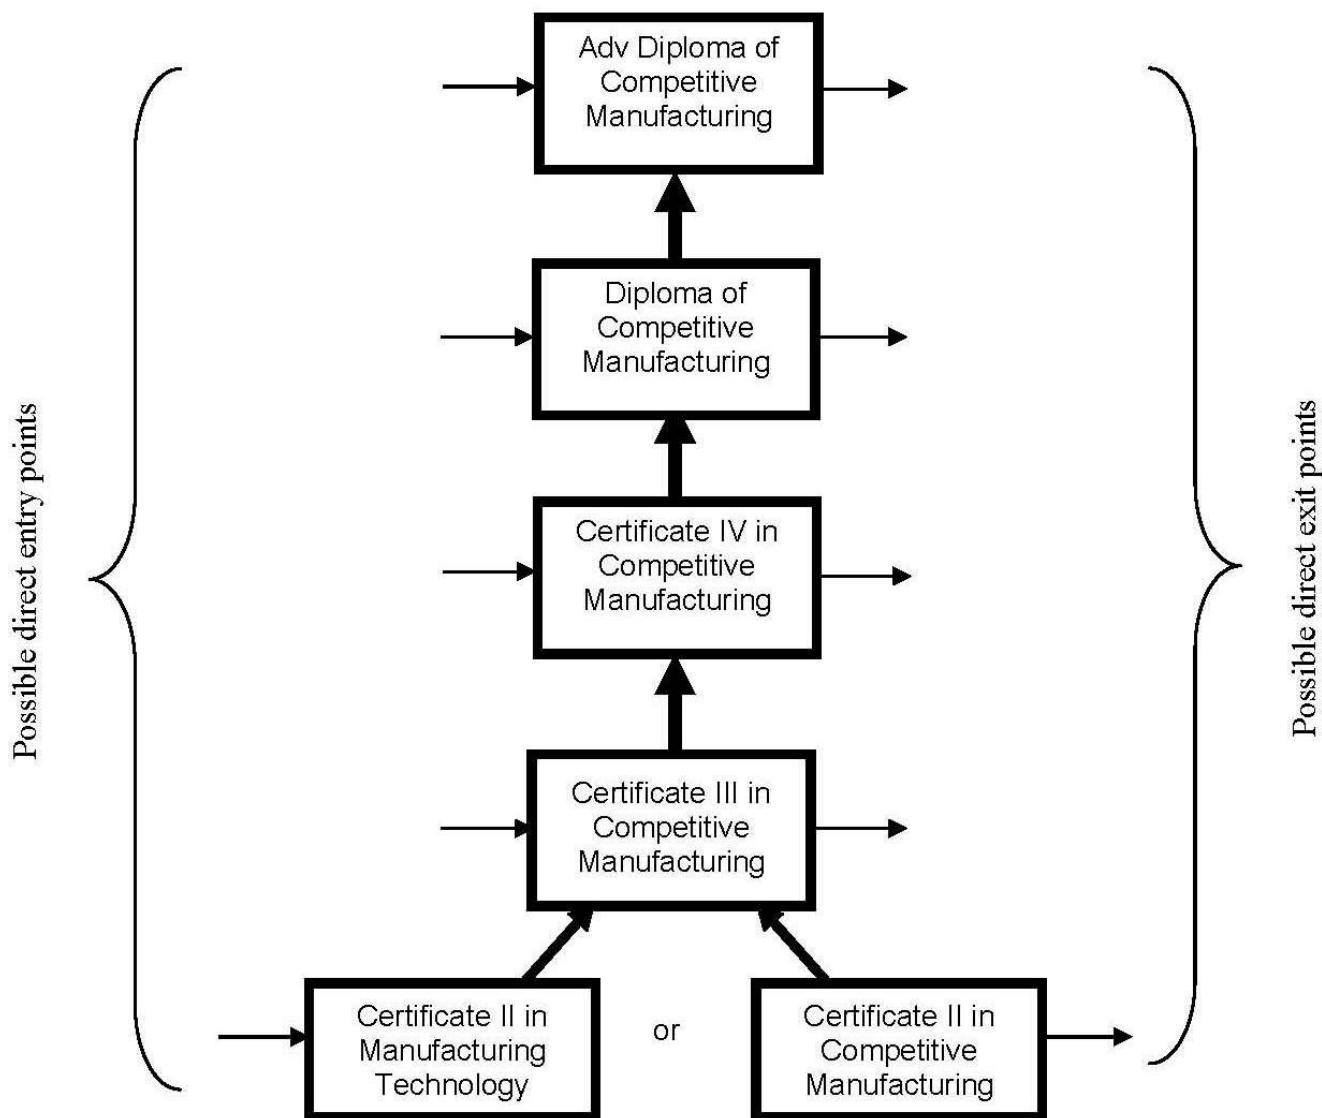 Adv Diploma of
Competitive
Manufacturing
Diploma of
Competitive
Manufacturing
Possible direct entry points
Possible direct exit points
Certificate IV in
Competitive
Manufacturing
Certificate III in
Competitive
Manufacturing
Certificate II in
Manufacturing
Technology
or
Certificate II in
Competitive
Manufacturing